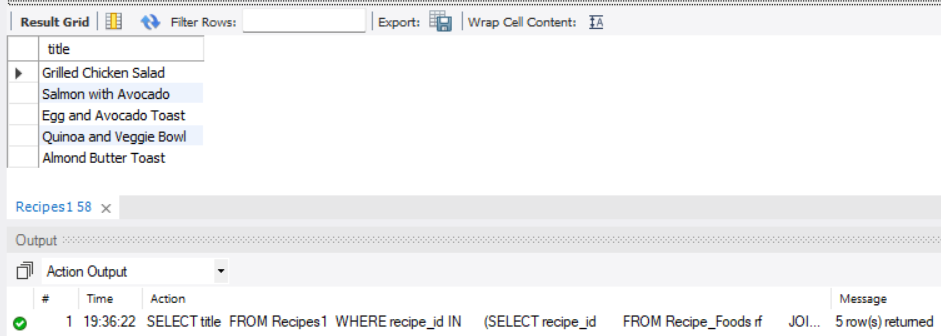 Result Grid Filter Rows: Export: Wrap Cell Content: IA
title
Grilled Chicken Salad
Salmon with Avocado
Egg and Avocado Toast
Quinoa and Veggie Bowl
Almond Butter Toast
Recipes1 58 ×
Output
Action Output
# Time Action Message
1 19:36:22 SELECT title FROM Recipes1 WHERE recipe_id IN (SELECT recipe_id FROM Recipe_Foods rf JOI... 5 row(s) returned